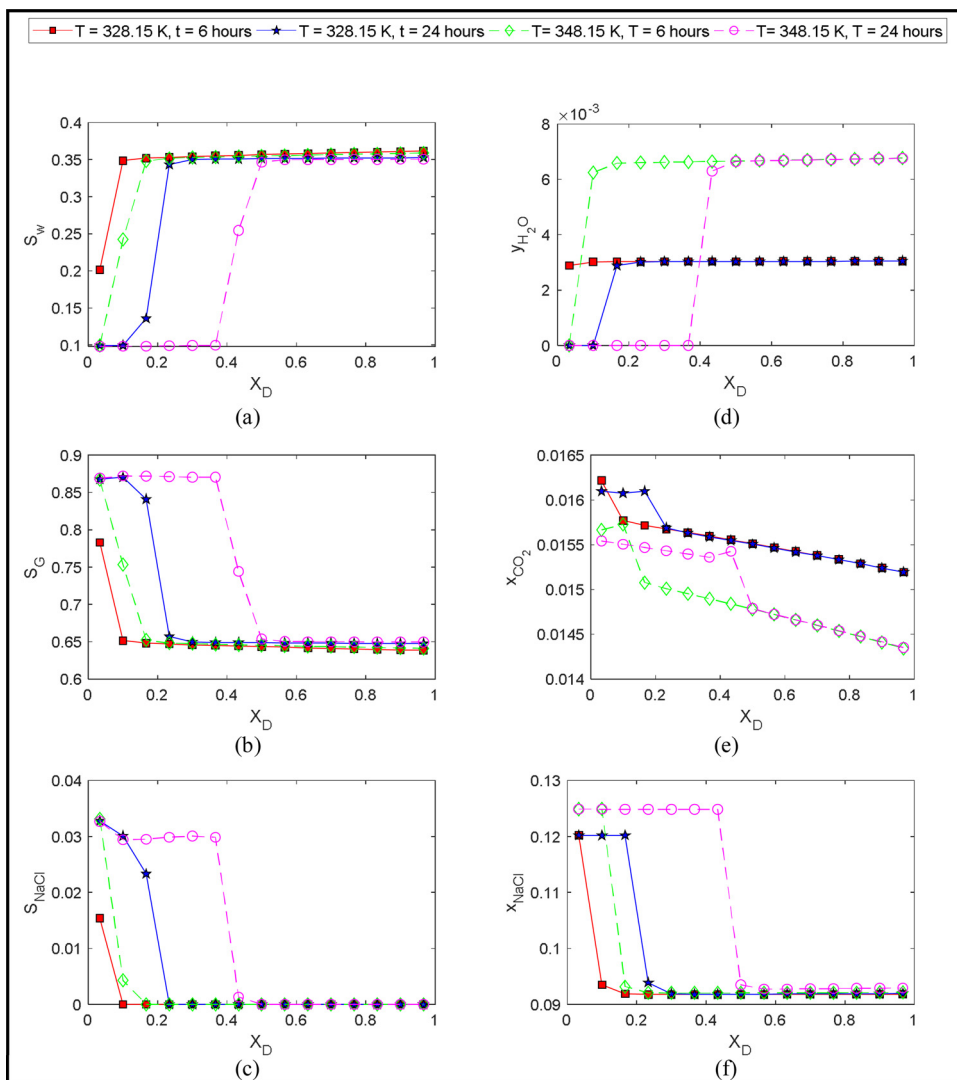 T = 328.15 K, t = 6 hours T = 328.15 K, t = 24 hours T= 348.15 K, T = 6 hours T= 348.15 K, T = 24 hours
0.4
0.35
0.3
0.25
0.2
0.15
0.1
S_w
0 0.2 0.4 0.6 0.8 1
X_D
(a)
×10^-3
8
6
4
2
0
y_H₂O
0 0.2 0.4 0.6 0.8 1
X_D
(d)
0.9
0.85
0.8
0.75
0.7
0.65
0.6
S_G
0 0.2 0.4 0.6 0.8 1
X_D
(b)
0.0165
0.016
0.0155
0.015
0.0145
0.014
x_CO₂
0 0.2 0.4 0.6 0.8 1
X_D
(e)
0.04
0.03
0.02
0.01
0
S_NaCl
0 0.2 0.4 0.6 0.8 1
X_D
(c)
0.13
0.12
0.11
0.1
0.09
x_NaCl
0 0.2 0.4 0.6 0.8 1
X_D
(f)